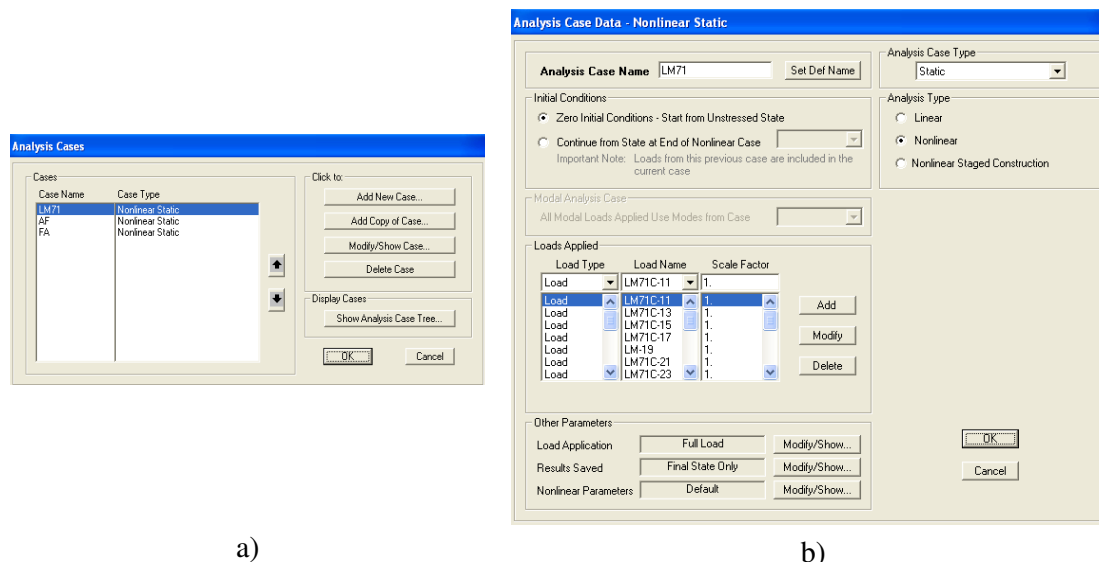 Analysis Cases
Cases
Case Name Case Type
LM71 Nonlinear Static
AF Nonlinear Static
FA Nonlinear Static
Click to:
Add New Case...
Add Copy of Case...
Modify/Show Case...
Delete Case
Display Cases
Show Analysis Case Tree...
OK Cancel
a)
Analysis Case Data - Nonlinear Static
Analysis Case Name LM71 Set Def Name
Analysis Case Type
Static
Initial Conditions
Zero Initial Conditions - Start from Unstressed State
Continue from State at End of Nonlinear Case
Important Note: Loads from this previous case are included in the
current case
Analysis Type
Linear
Nonlinear
Nonlinear Staged Construction
Modal Analysis Case
All Modal Loads Applied Use Modes from Case
Loads Applied
Load Type Load Name Scale Factor
Load LM71C-11 1.
Load LM71C-11 1.
Load LM71C-13 1.
Load LM71C-15 1.
Load LM71C-17 1.
Load LM-19 1.
Load LM71C-21 1.
Load LM71C-23 1.
Add
Modify
Delete
Other Parameters
Load Application Full Load Modify/Show...
Results Saved Final State Only Modify/Show...
Nonlinear Parameters Default Modify/Show...
OK
Cancel
b)